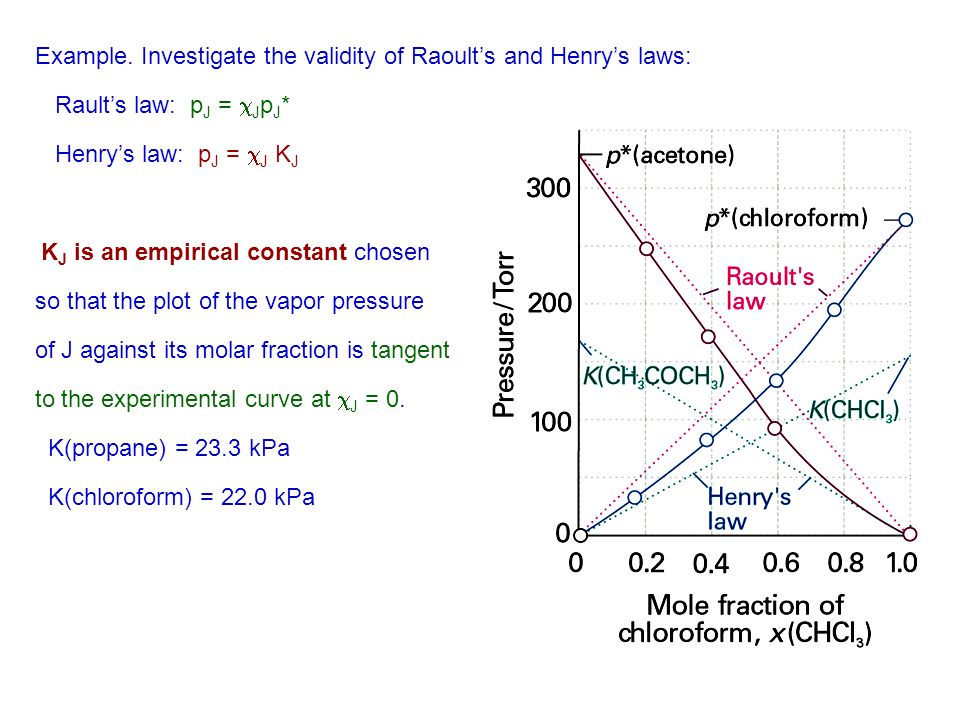 Example. Investigate the validity of Raoult’s and Henry’s laws:
Rault’s law: pJ = χJpJ*
Henry’s law: pJ = χJ KJ
KJ is an empirical constant chosen
so that the plot of the vapor pressure
of J against its molar fraction is tangent
to the experimental curve at χJ = 0.
K(propane) = 23.3 kPa
K(chloroform) = 22.0 kPa
p*(acetone)
300
p*(chloroform)
Raoult's
law
200
K(CH₃COCH₃)
K(CHCl₃)
100
Henry's
law
0
0 0.2 0.4 0.6 0.8 1.0
Pressure/Torr
Mole fraction of
chloroform, x(CHCl₃)